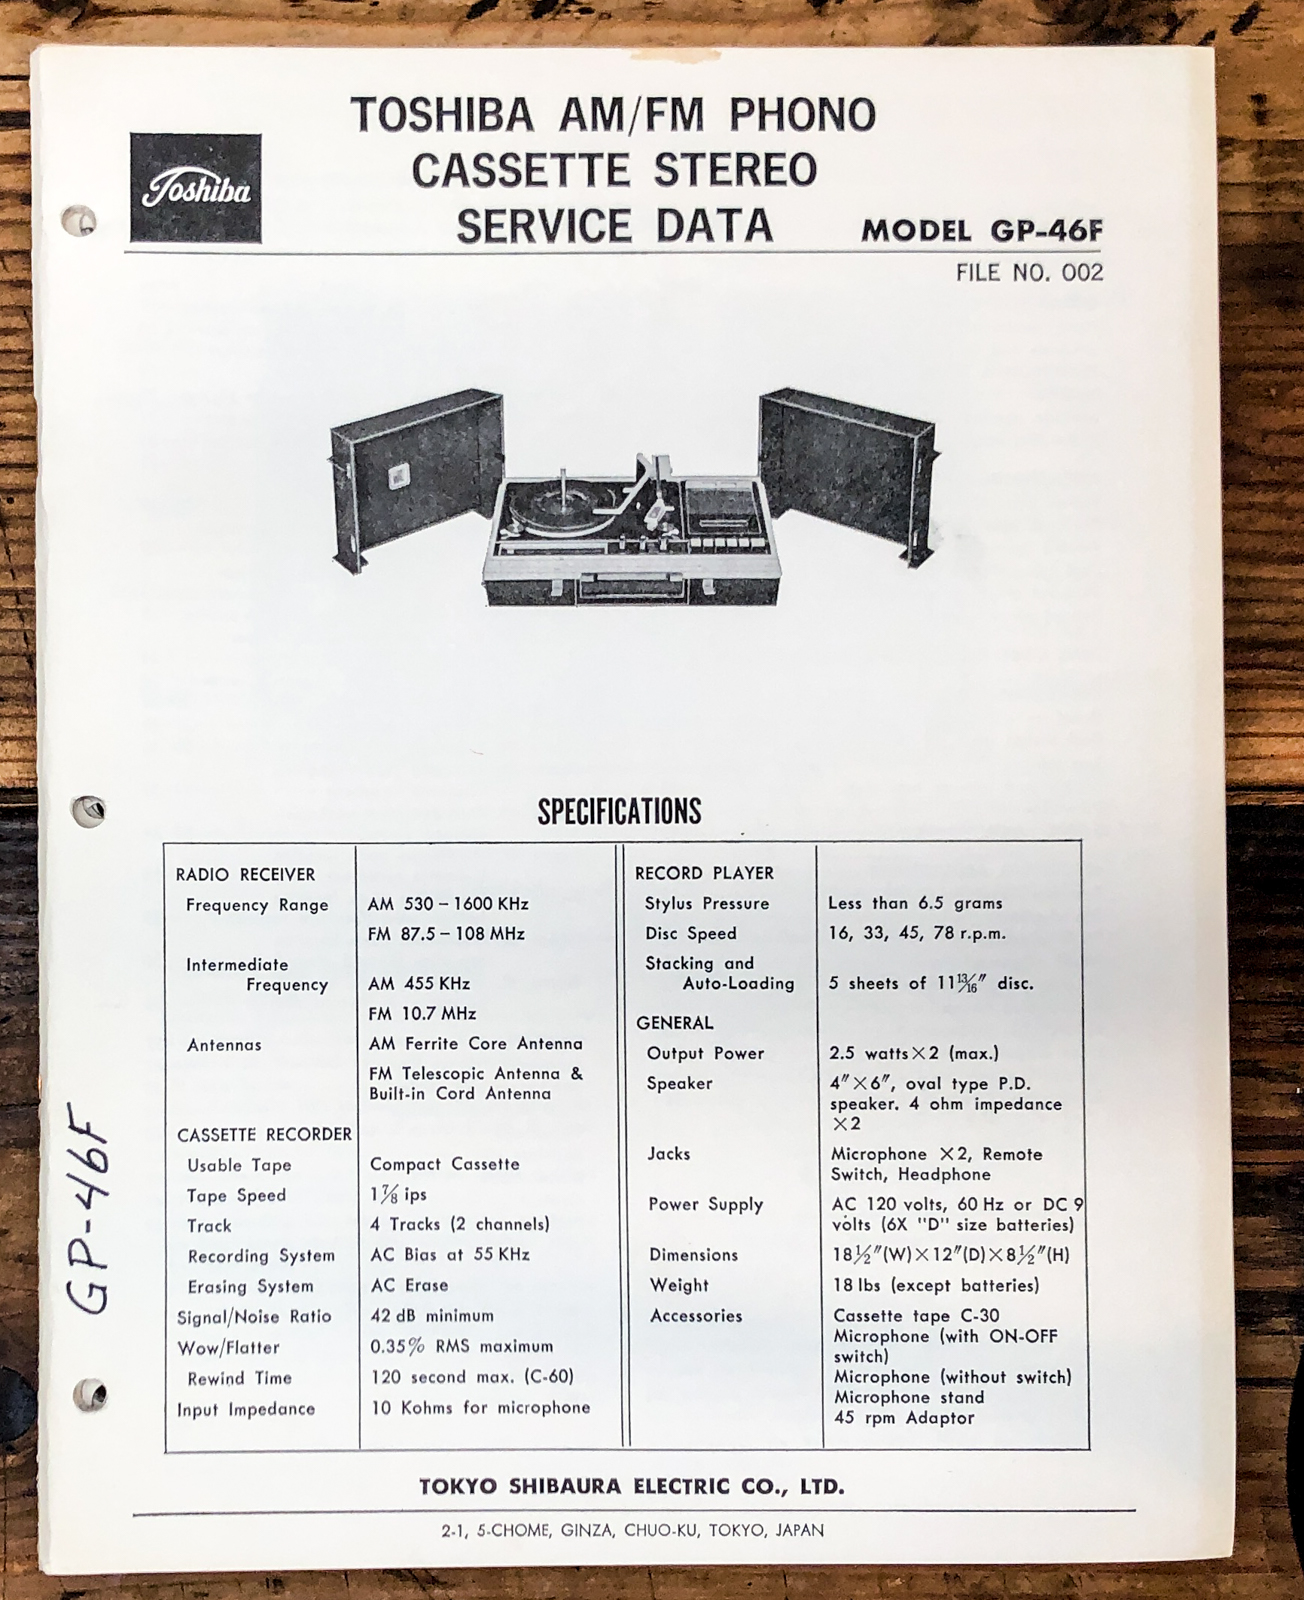 TOSHIBA AM/FM PHONO
CASSETTE STEREO
SERVICE DATA
Toshiba
MODEL GP-46F
FILE NO. 002
SPECIFICATIONS
RADIO RECEIVER
Frequency Range AM 530 – 1600 KHz
FM 87.5 – 108 MHz
Intermediate
Frequency AM 455 KHz
FM 10.7 MHz
Antennas AM Ferrite Core Antenna
FM Telescopic Antenna &
Built-in Cord Antenna
CASSETTE RECORDER
Usable Tape Compact Cassette
Tape Speed 1⅞ ips
Track 4 Tracks (2 channels)
Recording System AC Bias at 55 KHz
Erasing System AC Erase
Signal/Noise Ratio 42 dB minimum
Wow/Flatter 0.35% RMS maximum
Rewind Time 120 second max. (C-60)
Input Impedance 10 Kohms for microphone
RECORD PLAYER
Stylus Pressure Less than 6.5 grams
Disc Speed 16, 33, 45, 78 r.p.m.
Stacking and
Auto-Loading 5 sheets of 11 13/16" disc.
GENERAL
Output Power 2.5 watts×2 (max.)
Speaker 4"×6", oval type P.D.
speaker. 4 ohm impedance
×2
Jacks Microphone ×2, Remote
Switch, Headphone
Power Supply AC 120 volts, 60 Hz or DC 9
volts (6X "D" size batteries)
Dimensions 18½"(W)×12"(D)×8½"(H)
Weight 18 lbs (except batteries)
Accessories Cassette tape C-30
Microphone (with ON-OFF
switch)
Microphone (without switch)
Microphone stand
45 rpm Adaptor
TOKYO SHIBAURA ELECTRIC CO., LTD.
2-1, 5-CHOME, GINZA, CHUO-KU, TOKYO, JAPAN
GP-46F